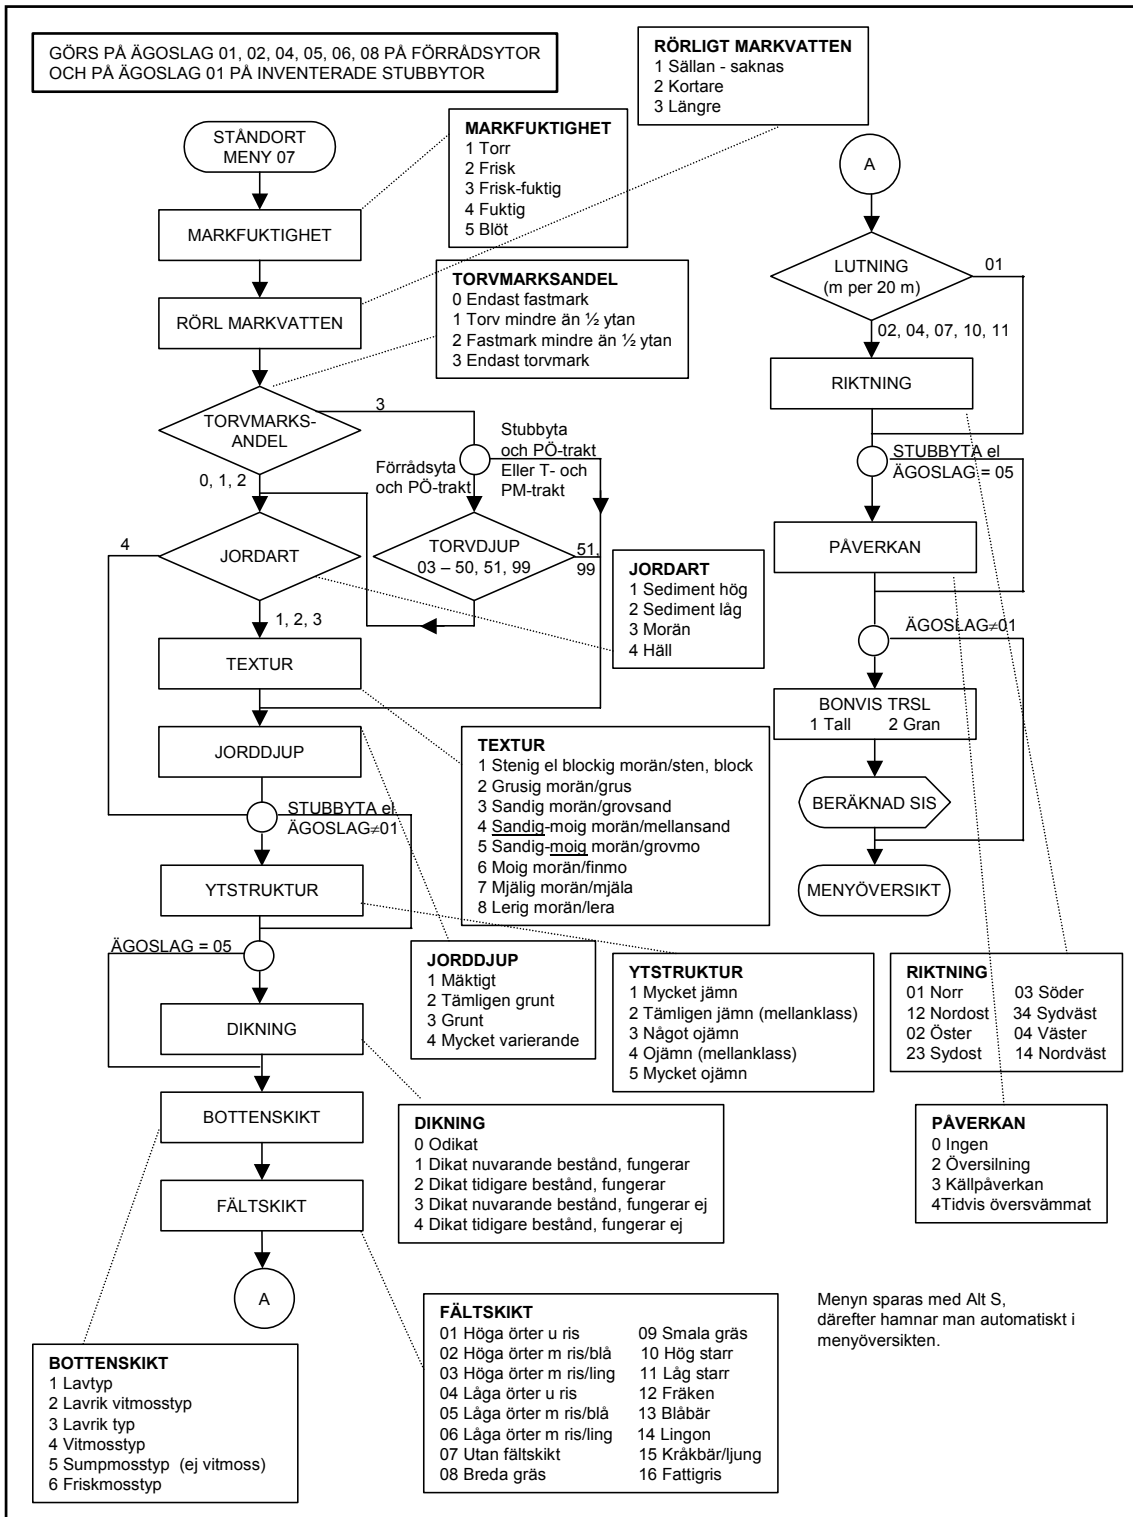 GÖRS PÅ ÄGOSLAG 01, 02, 04, 05, 06, 08 PÅ FÖRRÅDSYTOR
OCH PÅ ÄGOSLAG 01 PÅ INVENTERADE STUBBYTOR
RÖRLIGT MARKVATTEN
1 Sällan - saknas
2 Kortare
3 Längre
STÅNDORT
MENY 07
MARKFUKTIGHET
1 Torr
2 Frisk
3 Frisk-fuktig
4 Fuktig
5 Blöt
MARKFUKTIGHET
RÖRL MARKVATTEN
TORVMARKSANDEL
0 Endast fastmark
1 Torv mindre än ½ ytan
2 Fastmark mindre än ½ ytan
3 Endast torvmark
TORVMARKS-
ANDEL
3
0, 1, 2
Förrådsyta
och PÖ-trakt
Stubbyta
och PÖ-trakt
Eller T- och
PM-trakt
4
JORDART
TORVDJUP
03 – 50, 51, 99
51,
99
1, 2, 3
JORDART
1 Sediment hög
2 Sediment låg
3 Morän
4 Häll
TEXTUR
JORDDJUP
TEXTUR
1 Stenig el blockig morän/sten, block
2 Grusig morän/grus
3 Sandig morän/grovsand
4 Sandig-moig morän/mellansand
5 Sandig-moig morän/grovmo
6 Moig morän/finmo
7 Mjälig morän/mjäla
8 Lerig morän/lera
STUBBYTA el
ÄGOSLAG≠01
YTSTRUKTUR
ÄGOSLAG = 05
JORDDJUP
1 Mäktigt
2 Tämligen grunt
3 Grunt
4 Mycket varierande
YTSTRUKTUR
1 Mycket jämn
2 Tämligen jämn (mellanklass)
3 Något ojämn
4 Ojämn (mellanklass)
5 Mycket ojämn
DIKNING
BOTTENSKIKT
DIKNING
0 Odikat
1 Dikat nuvarande bestånd, fungerar
2 Dikat tidigare bestånd, fungerar
3 Dikat nuvarande bestånd, fungerar ej
4 Dikat tidigare bestånd, fungerar ej
FÄLTSKIKT
A
BOTTENSKIKT
1 Lavtyp
2 Lavrik vitmosstyp
3 Lavrik typ
4 Vitmosstyp
5 Sumpmosstyp (ej vitmoss)
6 Friskmosstyp
FÄLTSKIKT
01 Höga örter u ris
02 Höga örter m ris/blå
03 Höga örter m ris/ling
04 Låga örter u ris
05 Låga örter m ris/blå
06 Låga örter m ris/ling
07 Utan fältskikt
08 Breda gräs
09 Smala gräs
10 Hög starr
11 Låg starr
12 Fräken
13 Blåbär
14 Lingon
15 Kråkbär/ljung
16 Fattigris
A
LUTNING
(m per 20 m)
01
02, 04, 07, 10, 11
RIKTNING
STUBBYTA el
ÄGOSLAG = 05
PÅVERKAN
ÄGOSLAG≠01
BONVIS TRSL
1 Tall 2 Gran
BERÄKNAD SIS
MENYÖVERSIKT
RIKTNING
01 Norr 03 Söder
12 Nordost 34 Sydväst
02 Öster 04 Väster
23 Sydost 14 Nordväst
PÅVERKAN
0 Ingen
2 Översilning
3 Källpåverkan
4Tidvis översvämmat
Menyn sparas med Alt S,
därefter hamnar man automatiskt i
menyöversikten.